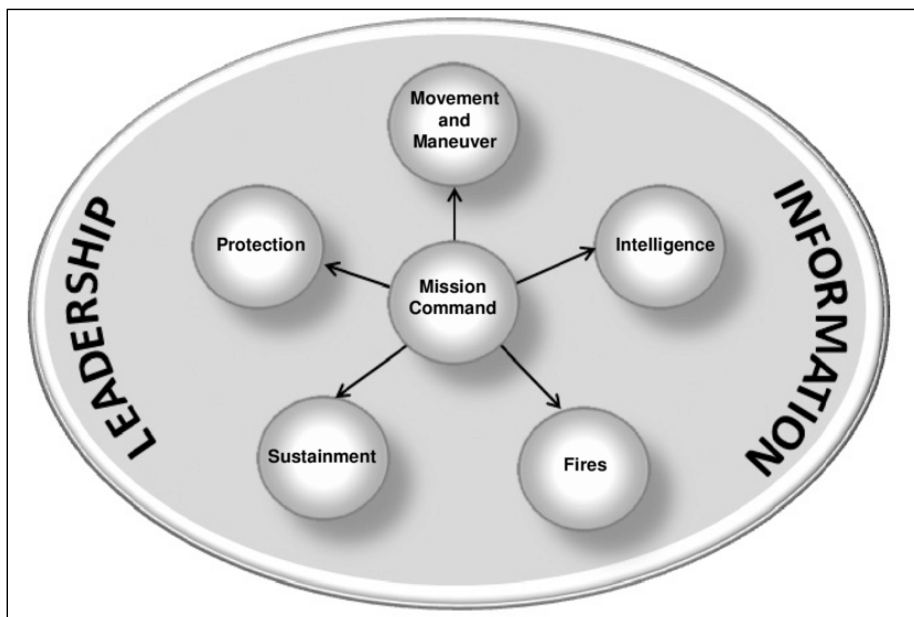 Movement
and
Maneuver
LEADERSHIP
INFORMATION
Protection
Intelligence
Mission
Command
Sustainment
Fires